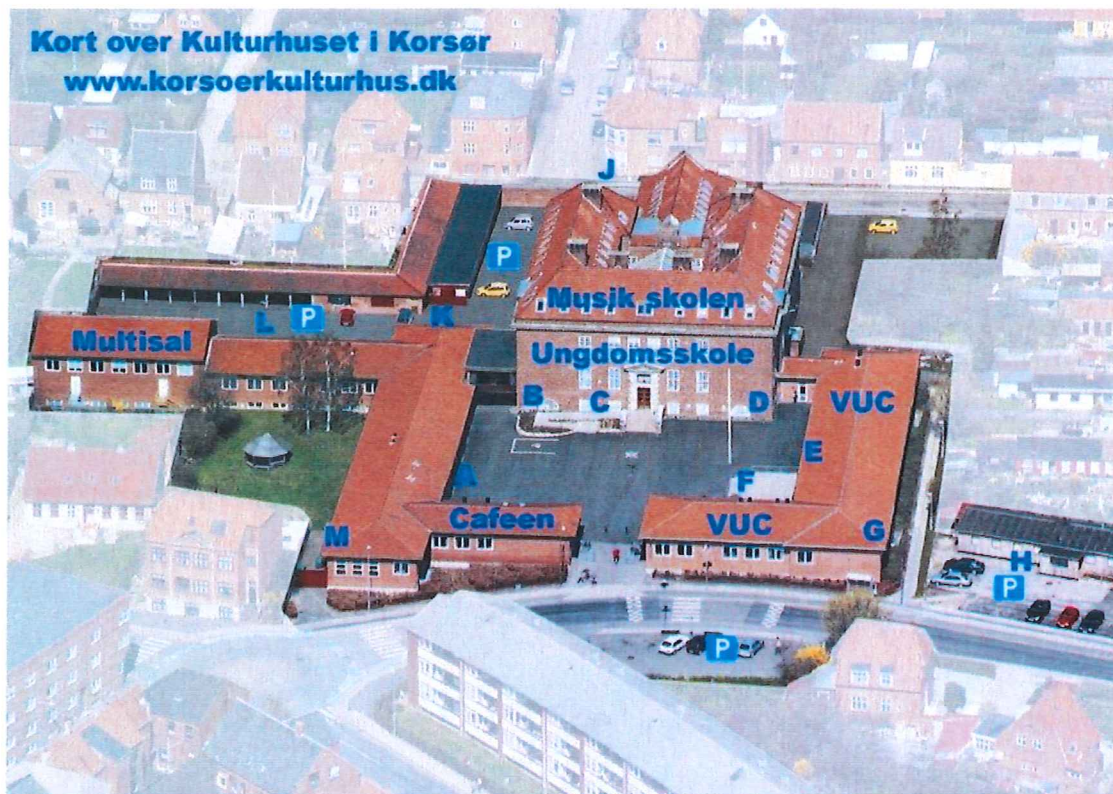 Kort over Kulturhuset i Korsør
www.korsoerkulturhus.dk
J
P
Musik skolen
L
P
K
Multisal
Ungdomsskole
B
C
D
VUC
E
A
F
Cafeen
VUC
M
G
H
P
P